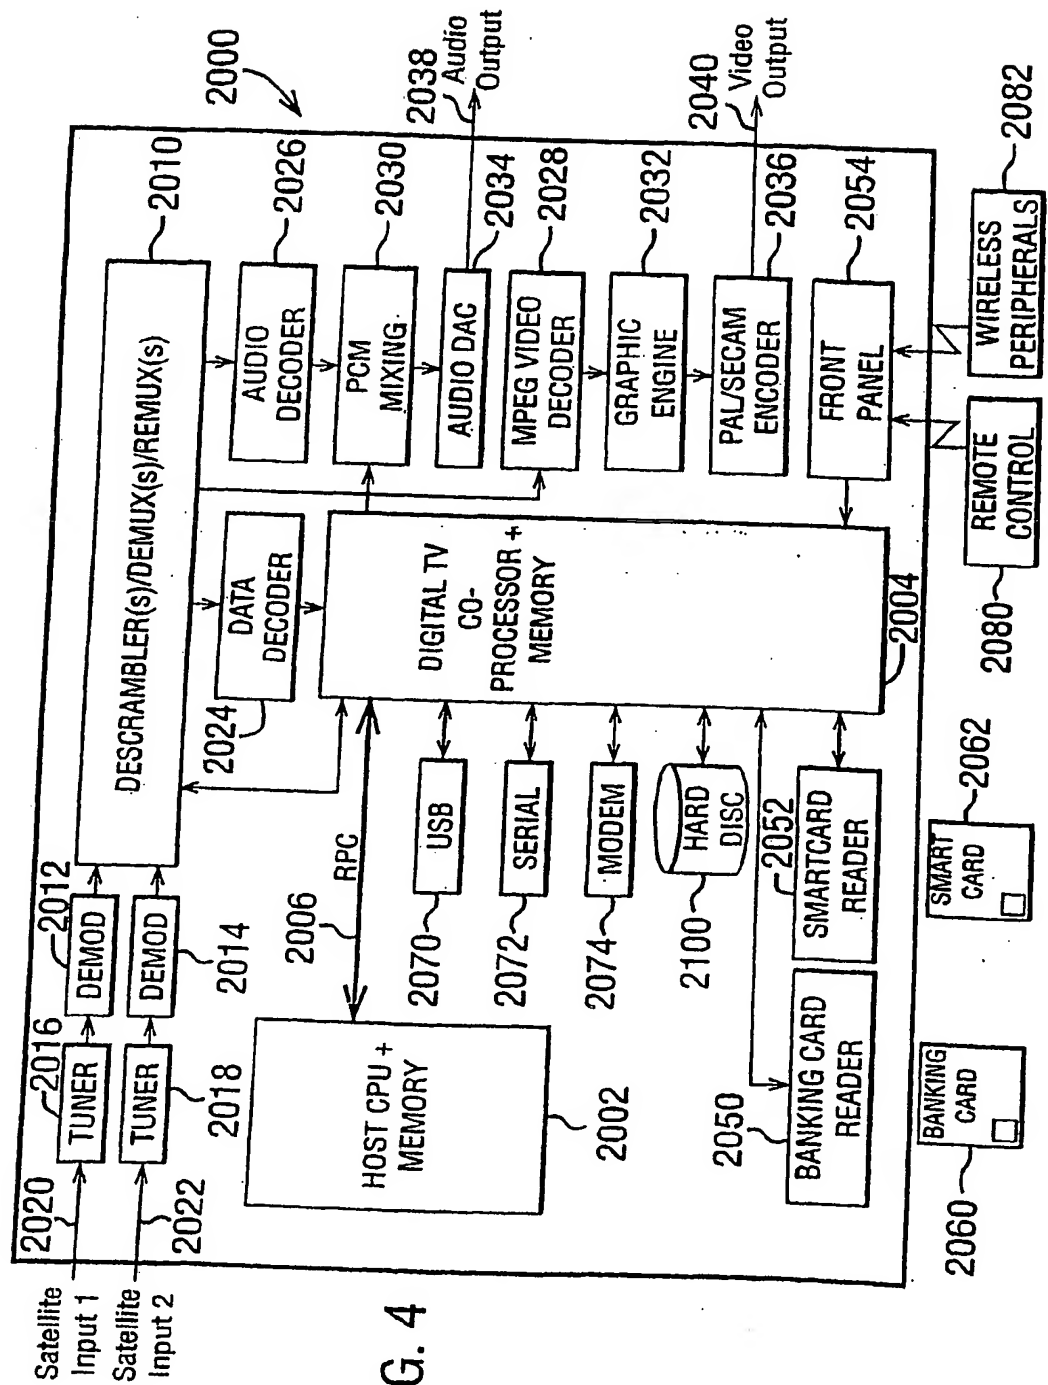 2000
2010
DESCRAMBLER(s)/DEMUX(s)/REMUX(s)
2012
DEMOD
DEMOD
2014
2016
TUNER
TUNER
2018
2020
2022
Satellite
Input 1
Satellite
Input 2
2026
AUDIO
DECODER
2030
PCM
MIXING
2038
Audio
Output
2034
AUDIO DAC
2028
MPEG VIDEO
DECODER
2032
GRAPHIC
ENGINE
2040
Video
Output
2036
PAL/SECAM
ENCODER
2054
FRONT
PANEL
2082
WIRELESS
PERIPHERALS
REMOTE
CONTROL
2080
DATA
DECODER
2024
DIGITAL TV
CO-
PROCESSOR +
MEMORY
2004
RPC
2006
HOST CPU +
MEMORY
2002
USB
2070
SERIAL
2072
MODEM
2074
HARD
DISC
2100
2052
SMARTCARD
READER
2050
BANKING CARD
READER
2062
SMART
CARD
BANKING
CARD
2060
G. 4